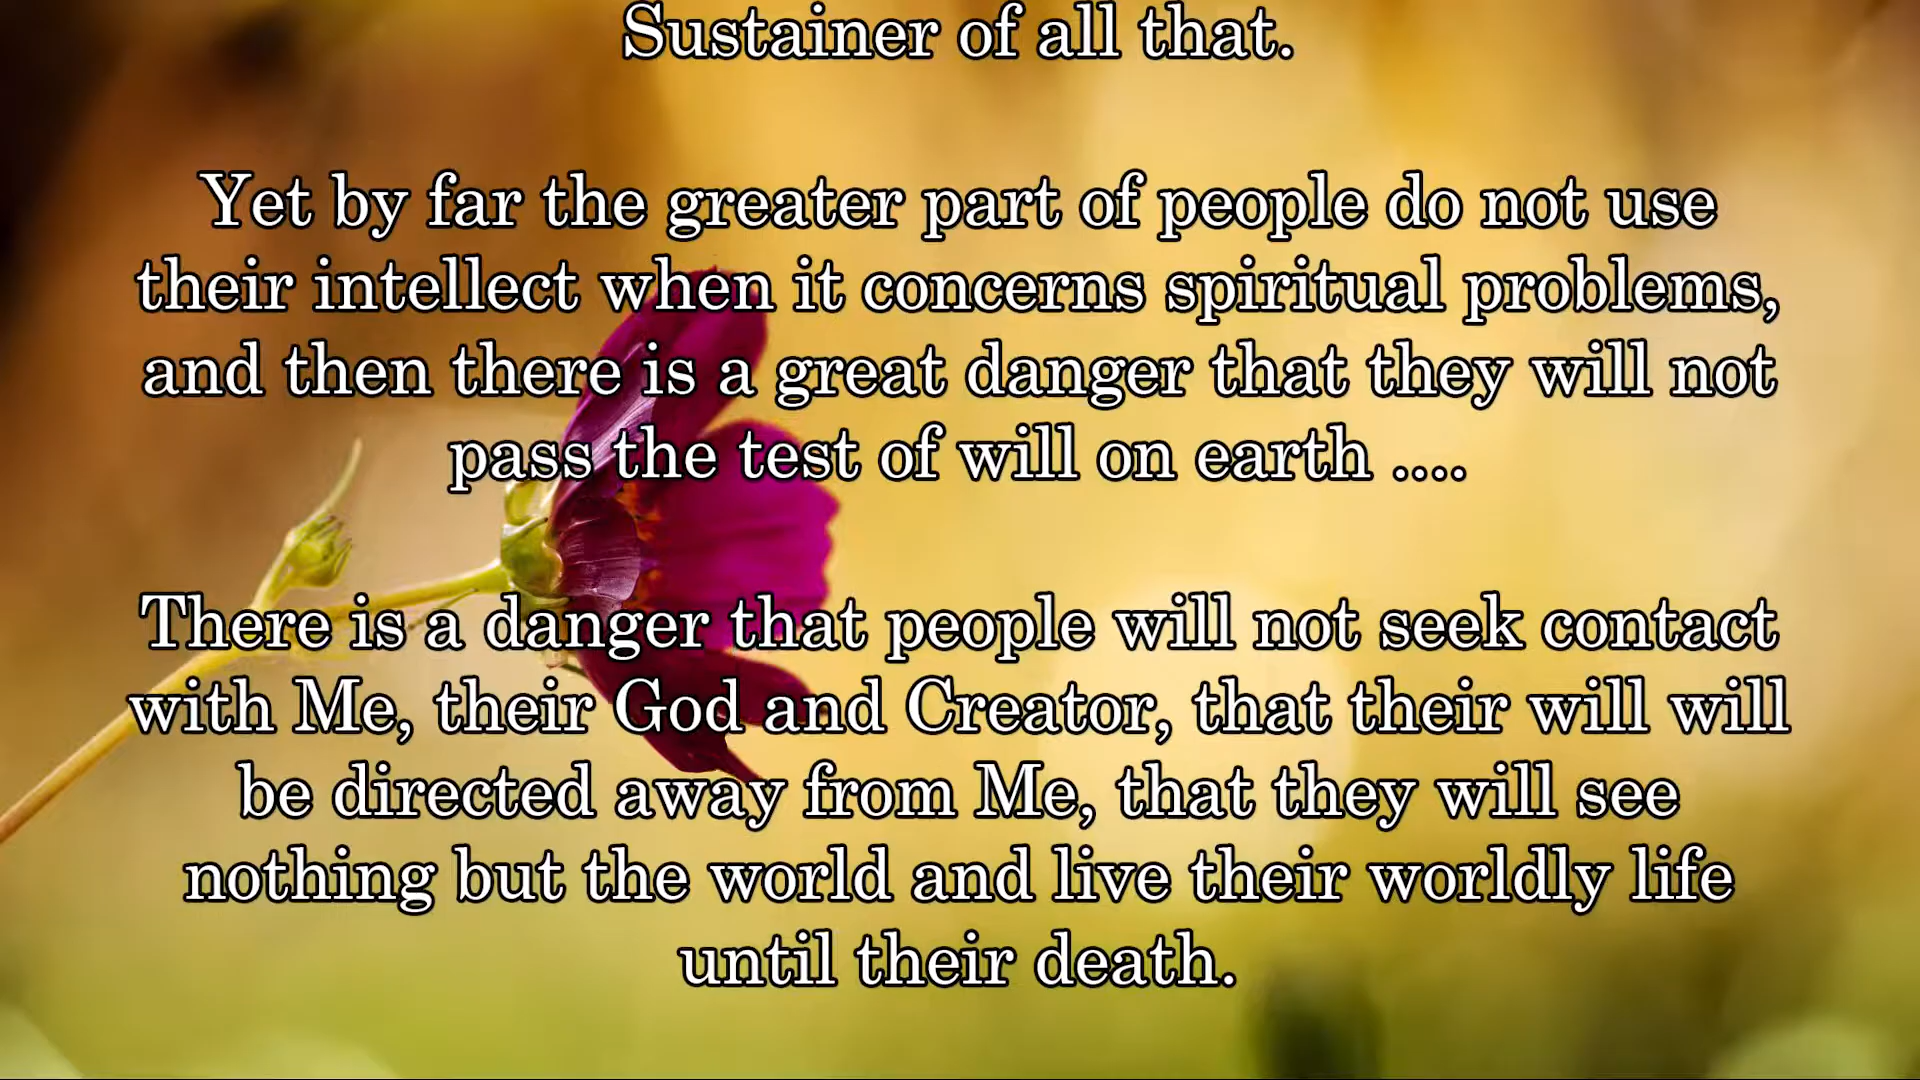 Sustainer of all that.
Yet by far the greater part of people do not use
their intellect when it concerns spiritual problems,
and then there is a great danger that they will not
pass the test of will on earth ....
There is a danger that people will not seek contact
with Me, their God and Creator, that their will will
be directed away from Me, that they will see
nothing but the world and live their worldly life
until their death.